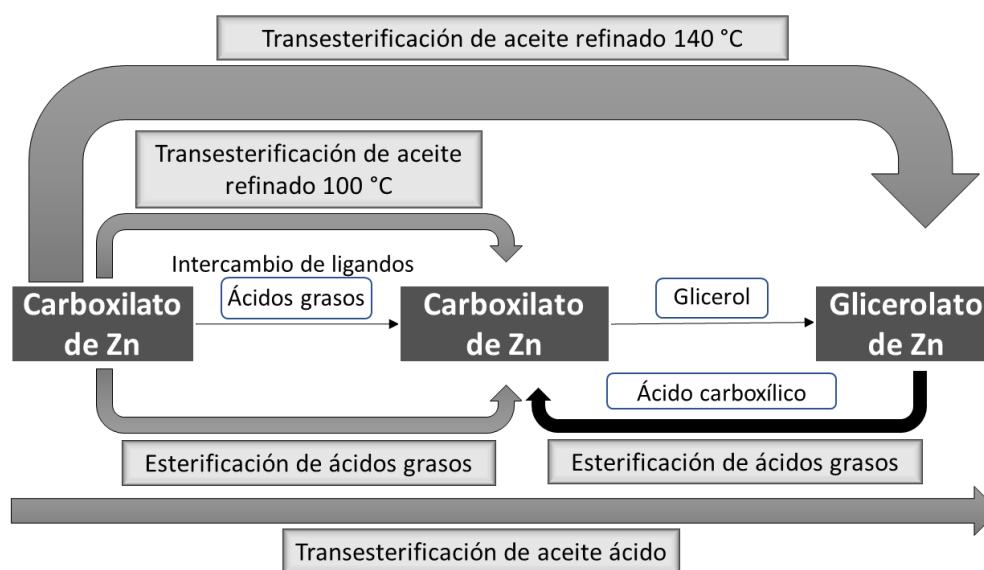 Transesterificación de aceite refinado 140 °C
Transesterificación de aceite
refinado 100 °C
Intercambio de ligandos
Ácidos grasos
Glicerol
Carboxilato
de Zn
Carboxilato
de Zn
Glicerolato
de Zn
Ácido carboxílico
Esterificación de ácidos grasos
Esterificación de ácidos grasos
Transesterificación de aceite ácido